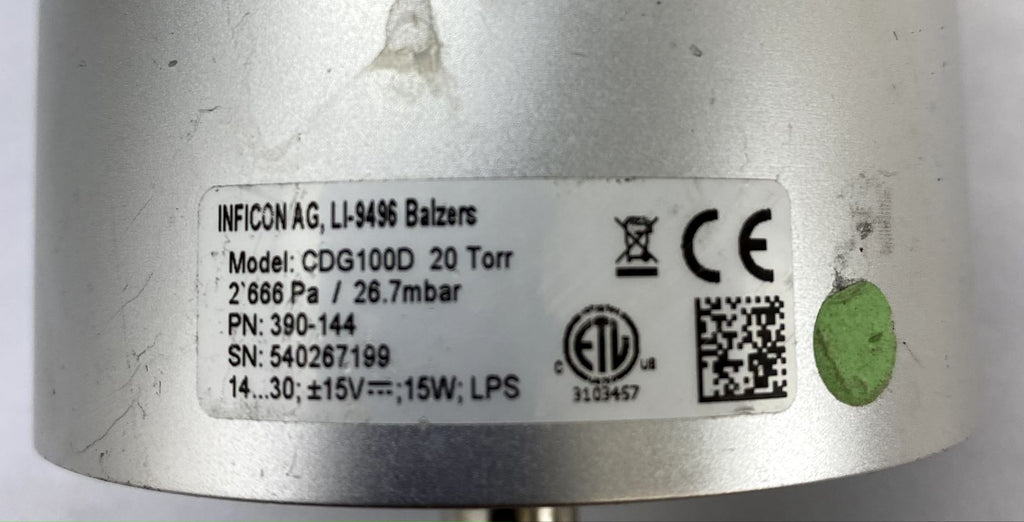 INFICON AG, LI-9496 Balzers
Model: CDG100D 20 Torr
2`666 Pa / 26.7mbar
PN: 390-144
SN: 540267199
14...30; ±15V⎓;15W; LPS
CE
ETL
C US
3103457